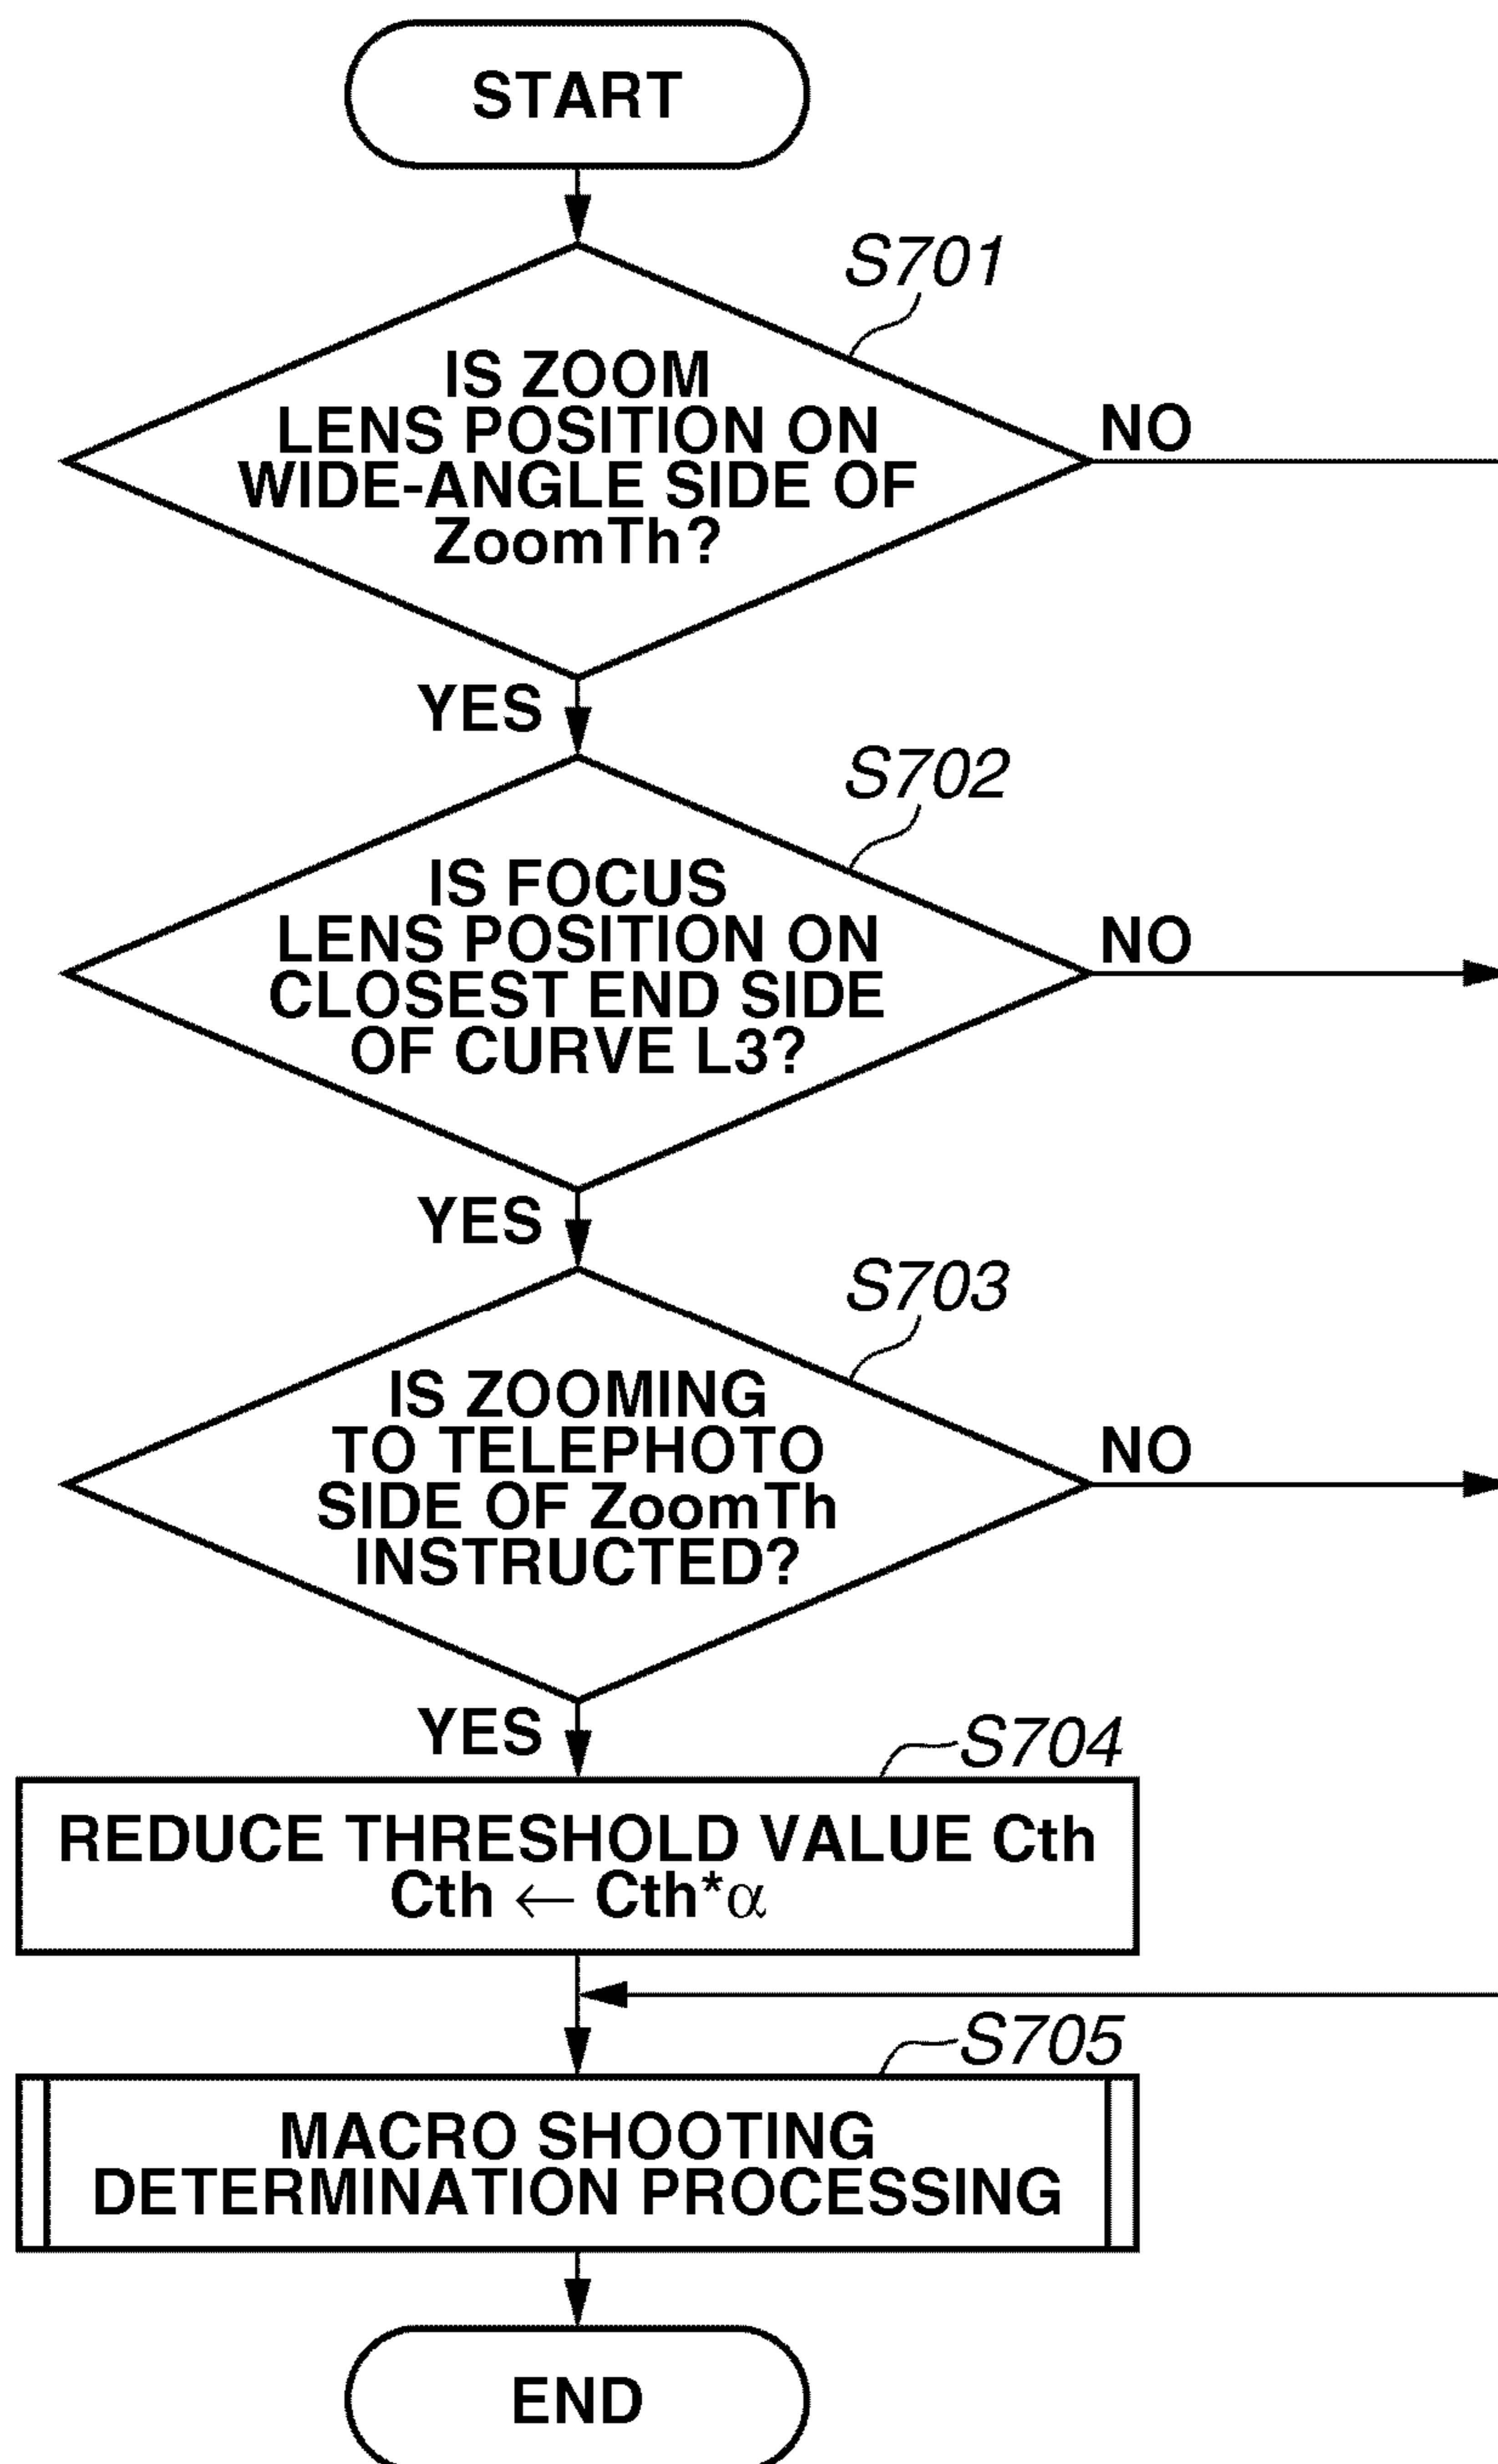 START
S701
IS ZOOM
LENS POSITION ON
WIDE-ANGLE SIDE OF
ZoomTh?
NO
YES
S702
IS FOCUS
LENS POSITION ON
CLOSEST END SIDE
OF CURVE L3?
NO
YES
S703
IS ZOOMING
TO TELEPHOTO
SIDE OF ZoomTh
INSTRUCTED?
NO
YES
S704
REDUCE THRESHOLD VALUE Cth
Cth ← Cth*α
S705
MACRO SHOOTING
DETERMINATION PROCESSING
END